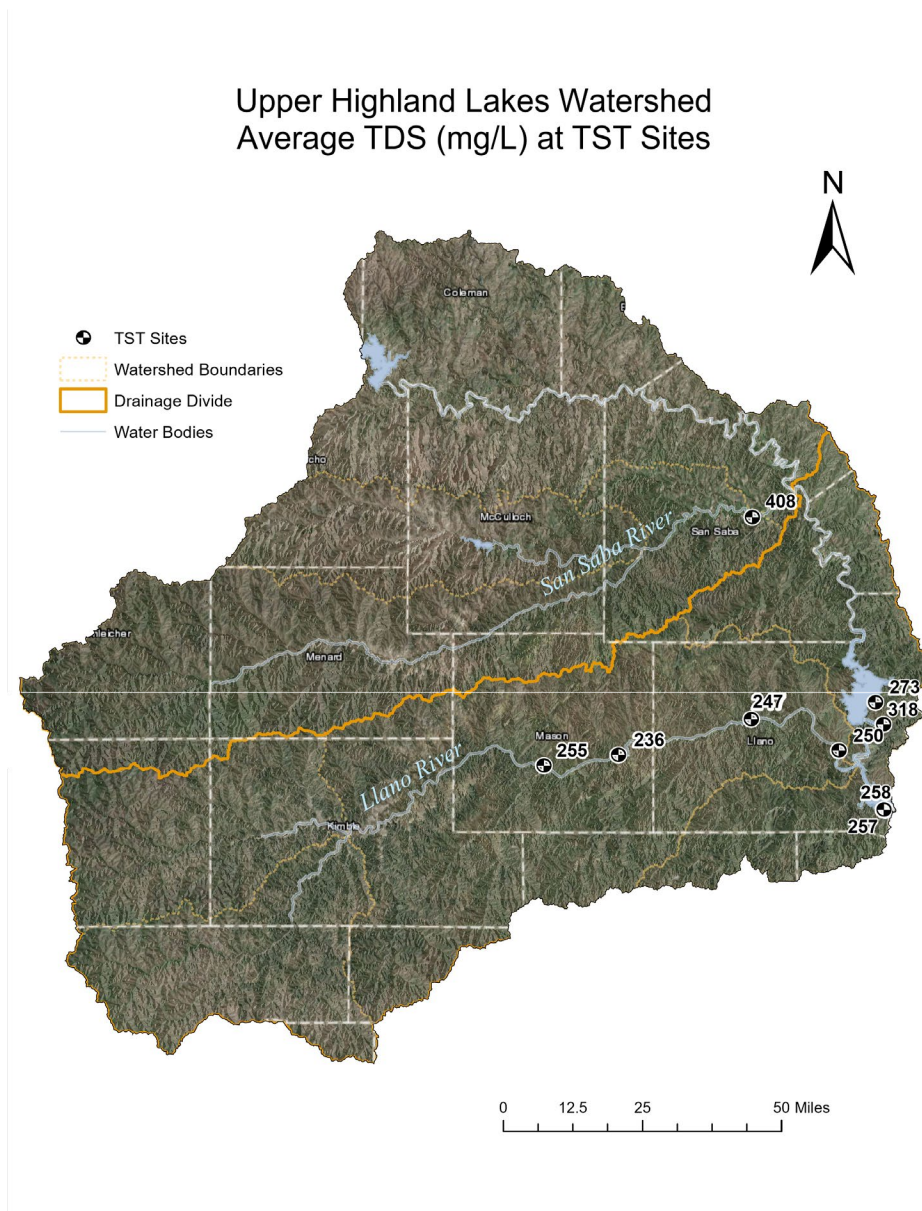 Upper Highland Lakes Watershed
Average TDS (mg/L) at TST Sites
N
Coleman
TST Sites
Watershed Boundaries
Drainage Divide
Water Bodies
cho
McCulloch
408
San Saba
San Saba River
hleicher
Menard
273
247
318
Mason
Llano
250
255
236
Llano River
258
Kimble
257
0 12.5 25 50 Miles